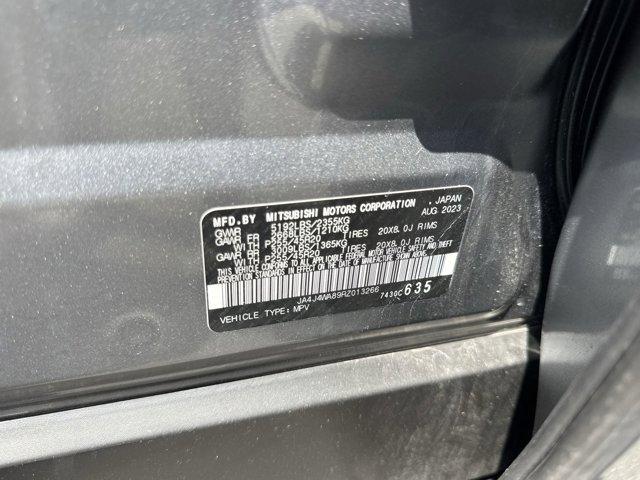 MFD.BY MITSUBISHI MOTORS CORPORATION , JAPAN
GWVR 5192LBS/2355KG AUG 2023
GAWR FR 2668LBS/1210KG
WITH P255/45R20 TIRES 20X8.0J RIMS
GAWR RR 3009LBS/1365KG
WITH P255/45R20 TIRES 20X8.0J RIMS
THIS VEHICLE CONFORMS TO ALL APPLICABLE FEDERAL MOTOR VEHICLE SAFETY AND THEFT
PREVENTION STANDARDS IN EFFECT ON THE DATE OF MANUFACTURE SHOWN ABOVE.
JA4J4WA89RZ013266 7430C 635
VEHICLE TYPE: MPV